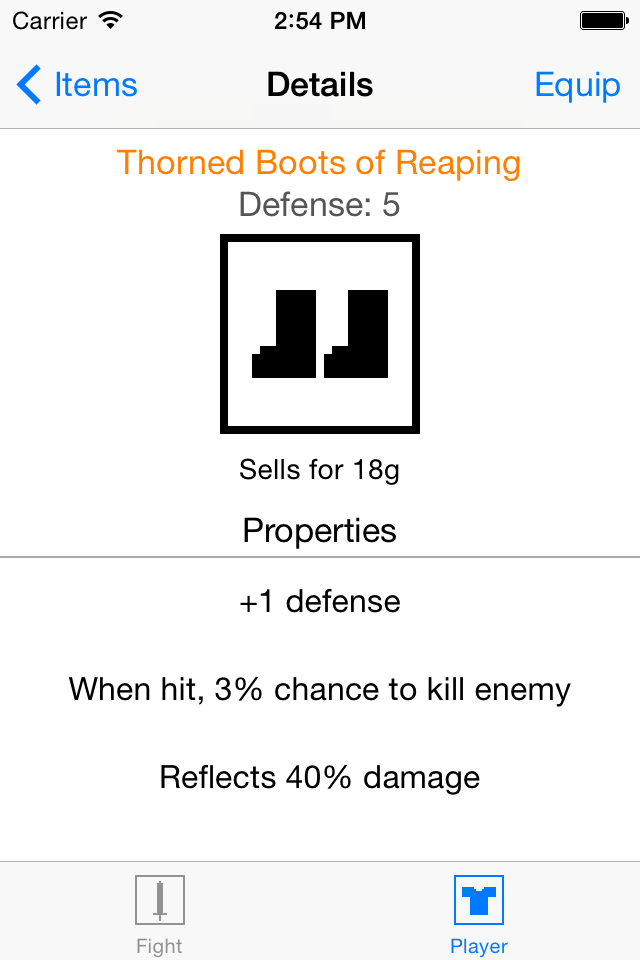 Carrier 2:54 PM
Items Details Equip
Thorned Boots of Reaping
Defense: 5
Sells for 18g
Properties
+1 defense
When hit, 3% chance to kill enemy
Reflects 40% damage
Fight Player